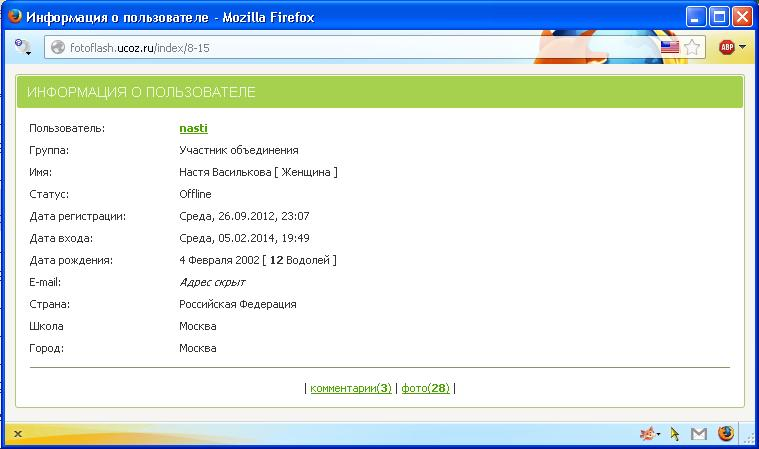 Информация о пользователе - Mozilla Firefox
fotoflash.ucoz.ru/index/8-15
ABP
ИНФОРМАЦИЯ О ПОЛЬЗОВАТЕЛЕ
Пользователь: nasti
Группа: Участник объединения
Имя: Настя Василькова [ Женщина ]
Статус: Offline
Дата регистрации: Среда, 26.09.2012, 23:07
Дата входа: Среда, 05.02.2014, 19:49
Дата рождения: 4 Февраля 2002 [ 12 Водолей ]
E-mail: Адрес скрыт
Страна: Российская Федерация
Школа Москва
Город: Москва
| комментарии(3) | фото(28) |